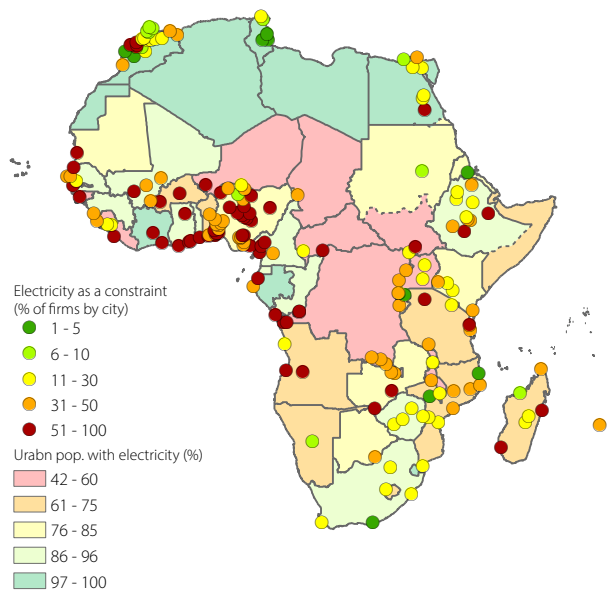 Electricity as a constraint
(% of firms by city)
1 - 5
6 - 10
11 - 30
31 - 50
51 - 100
Urabn pop. with electricity (%)
42 - 60
61 - 75
76 - 85
86 - 96
97 - 100